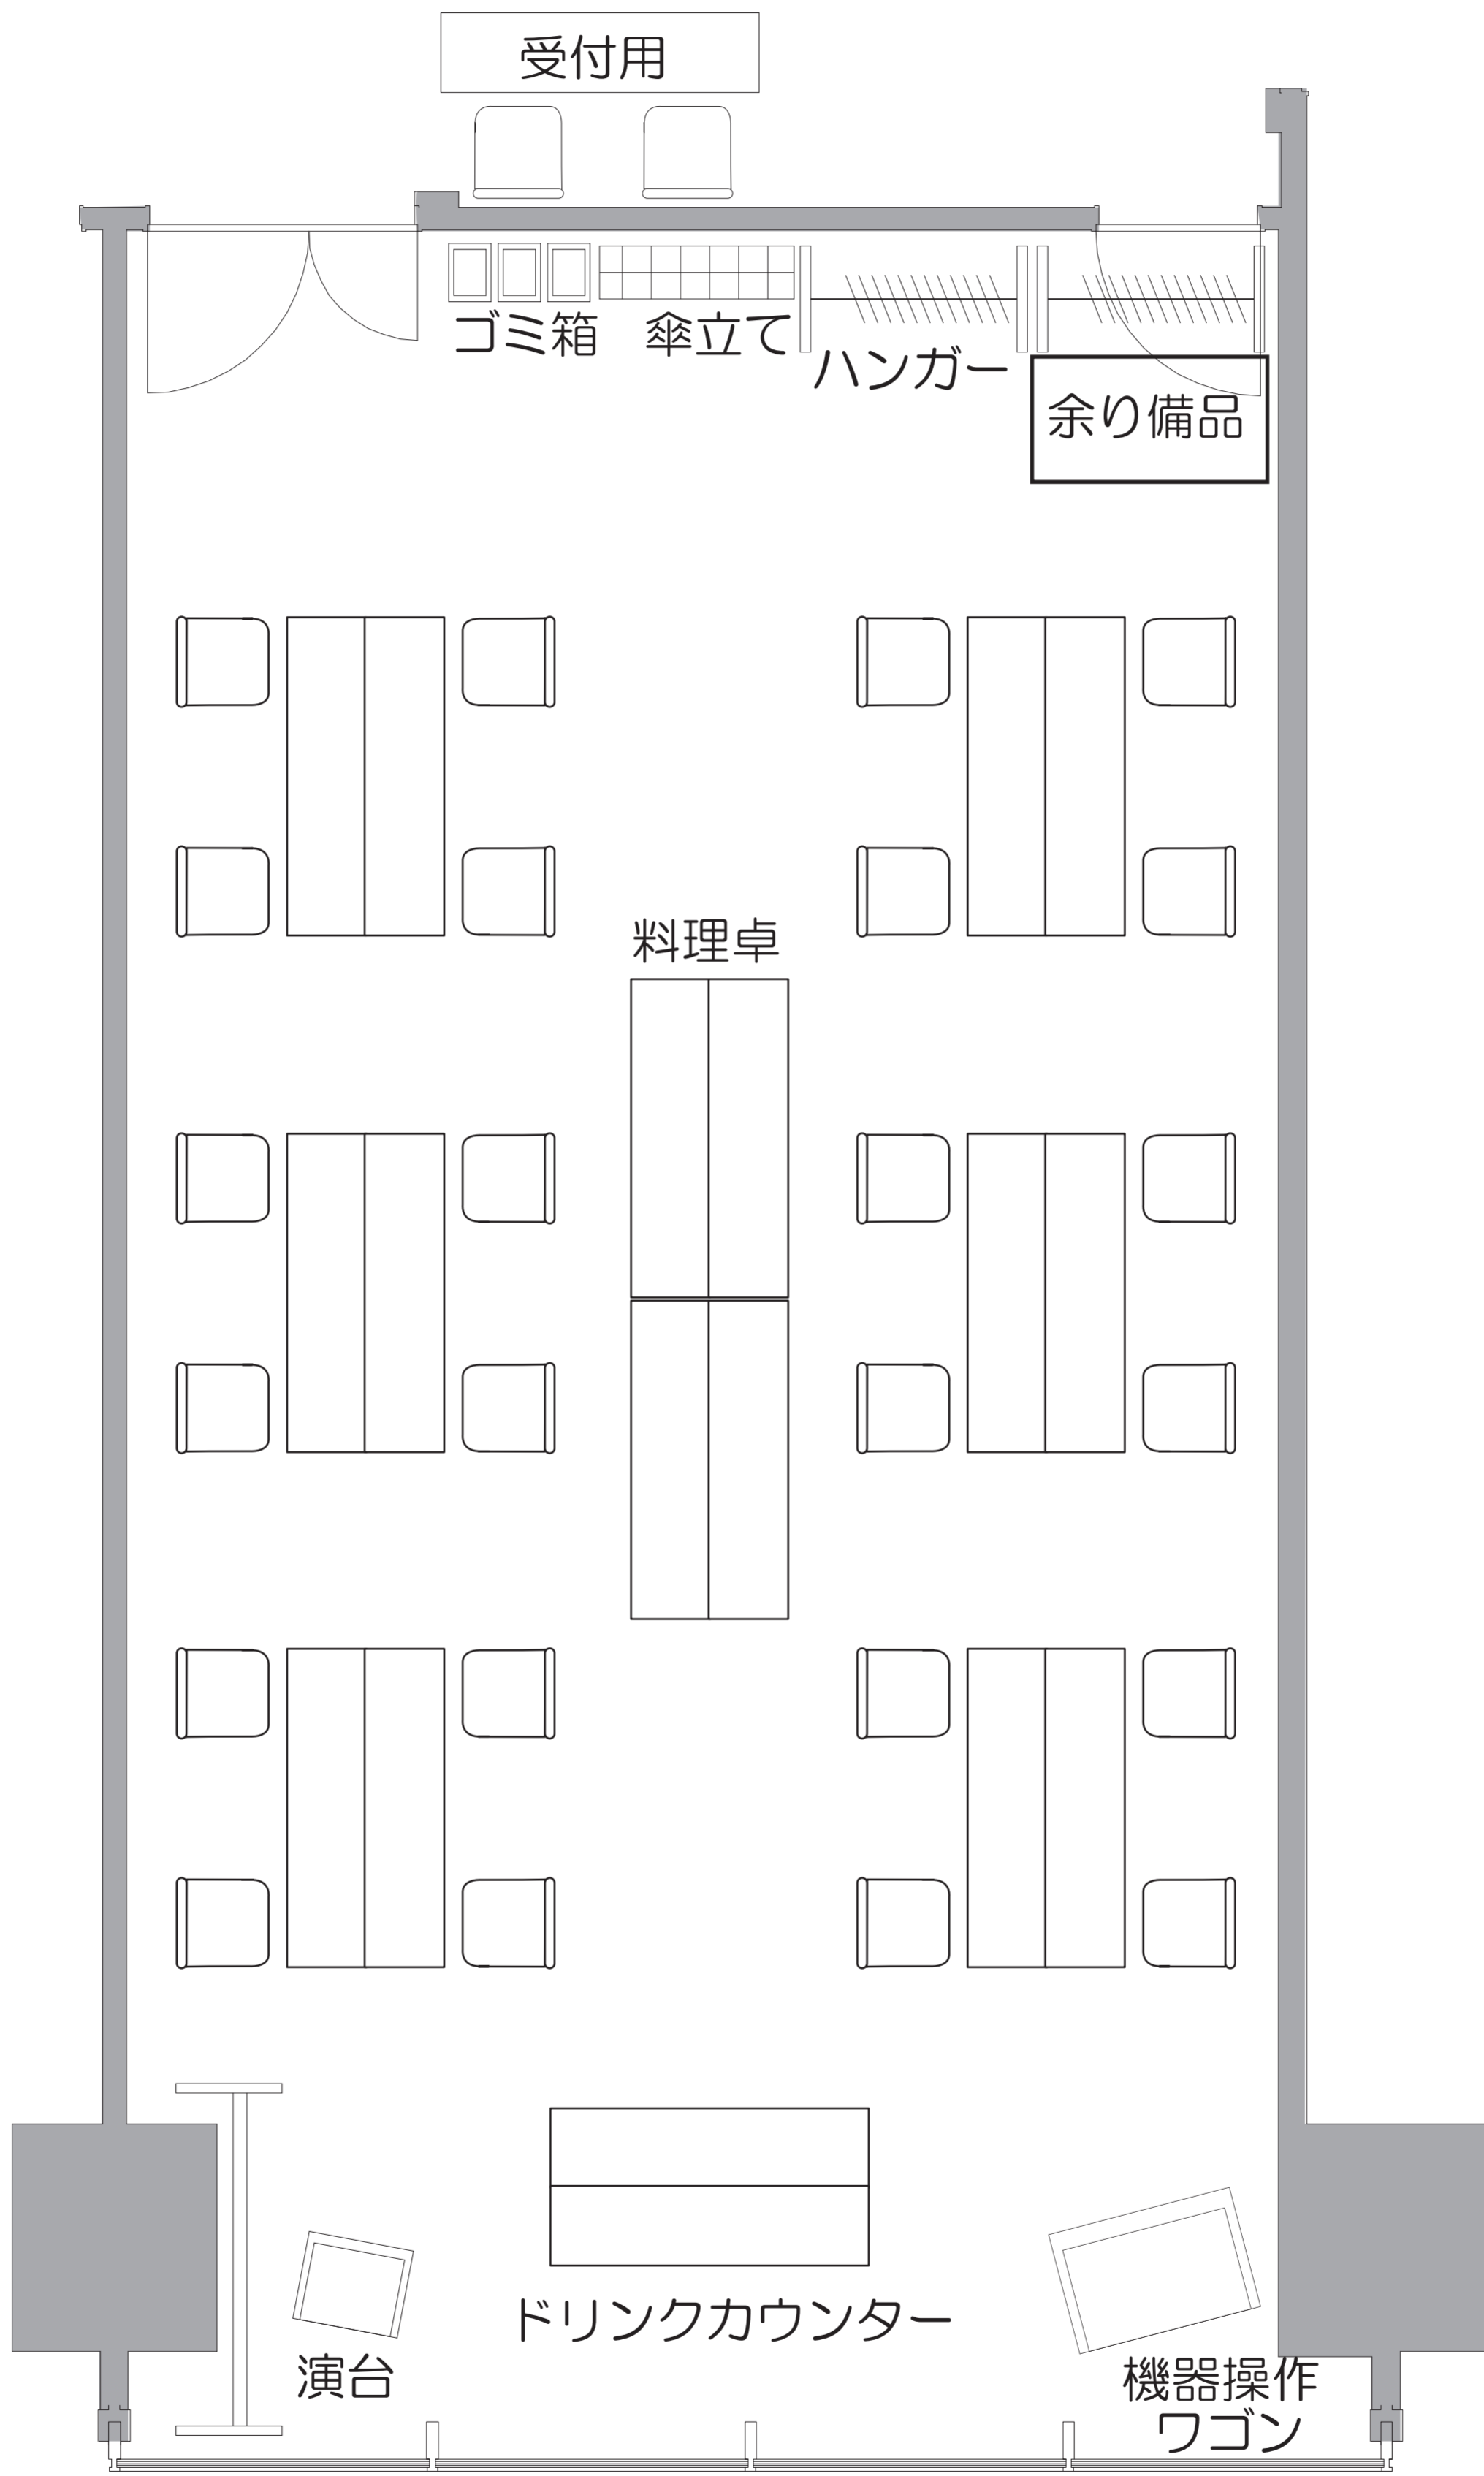 受付用
ゴミ箱
傘立て
ハンガー
余り備品
料理卓
ドリンクカウンター
演台
機器操作
ワゴン